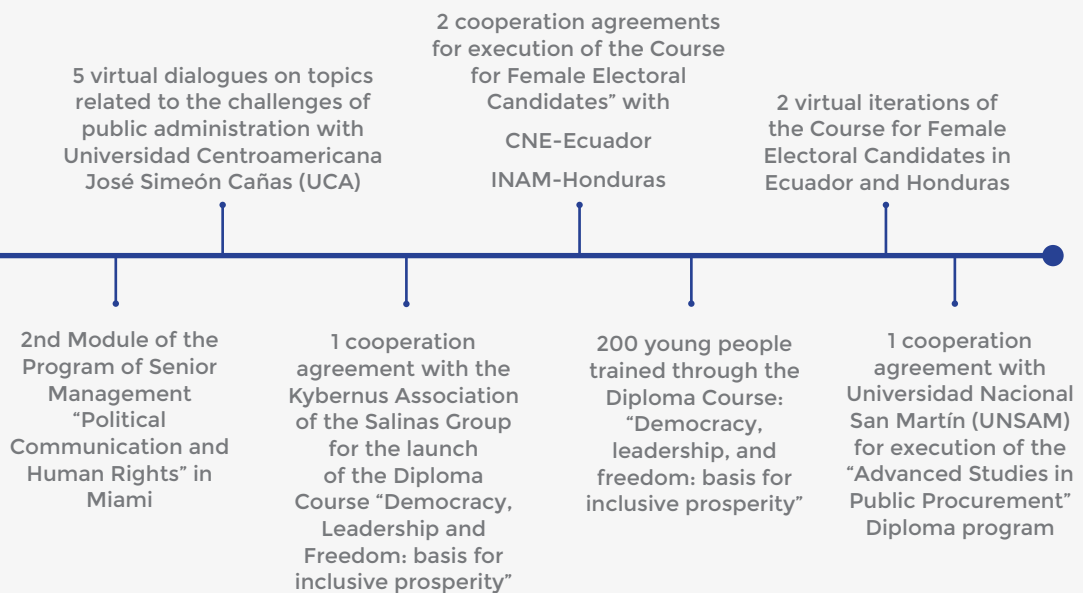 5 virtual dialogues on topics
related to the challenges of
public administration with
Universidad Centroamericana
José Simeón Cañas (UCA)
2 cooperation agreements
for execution of the Course
for Female Electoral
Candidates” with
CNE-Ecuador
INAM-Honduras
2 virtual iterations of
the Course for Female
Electoral Candidates in
Ecuador and Honduras
2nd Module of the
Program of Senior
Management
“Political
Communication and
Human Rights” in
Miami
1 cooperation
agreement with the
Kybernus Association
of the Salinas Group
for the launch
of the Diploma
Course “Democracy,
Leadership and
Freedom: basis for
inclusive prosperity”
200 young people
trained through the
Diploma Course:
“Democracy,
leadership, and
freedom: basis for
inclusive prosperity”
1 cooperation
agreement with
Universidad Nacional
San Martín (UNSAM)
for execution of the
“Advanced Studies in
Public Procurement”
Diploma program